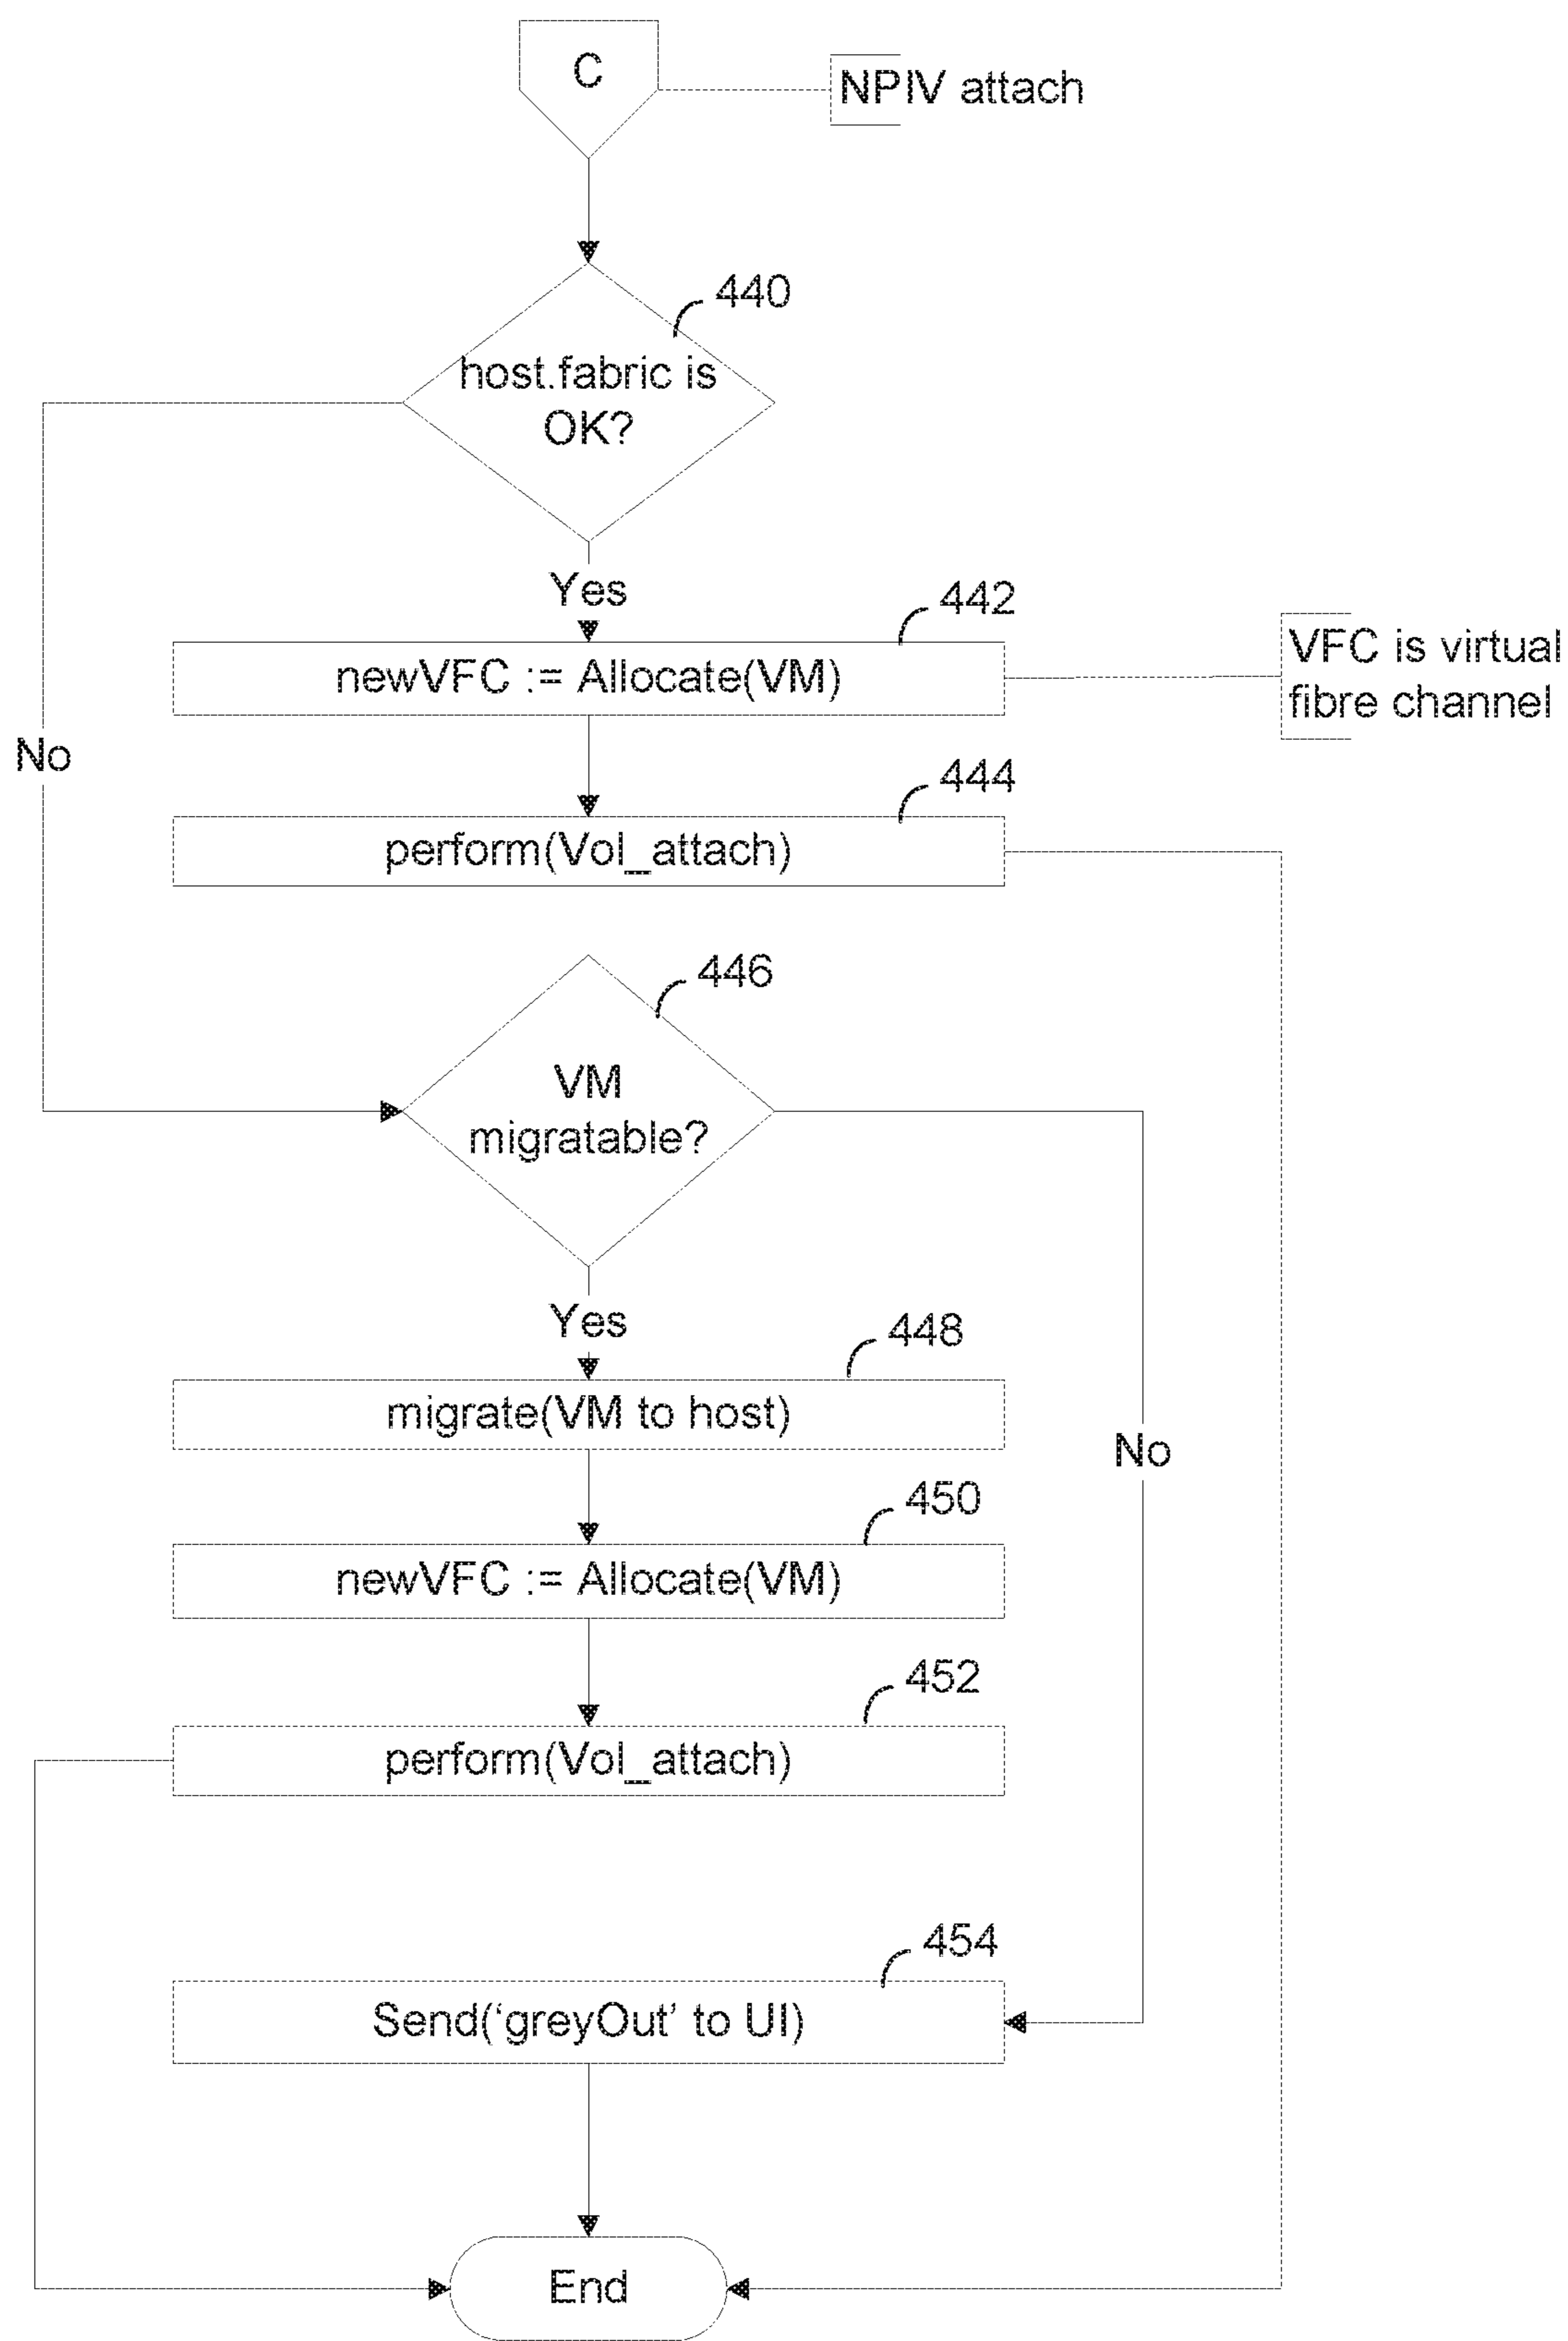 C
NPIV attach
440
host.fabric is
OK?
Yes
442
newVFC := Allocate(VM)
VFC is virtual
fibre channel
No
444
perform(Vol_attach)
446
VM
migratable?
Yes
448
migrate(VM to host)
No
450
newVFC := Allocate(VM)
452
perform(Vol_attach)
454
Send(‘greyOut’ to UI)
End